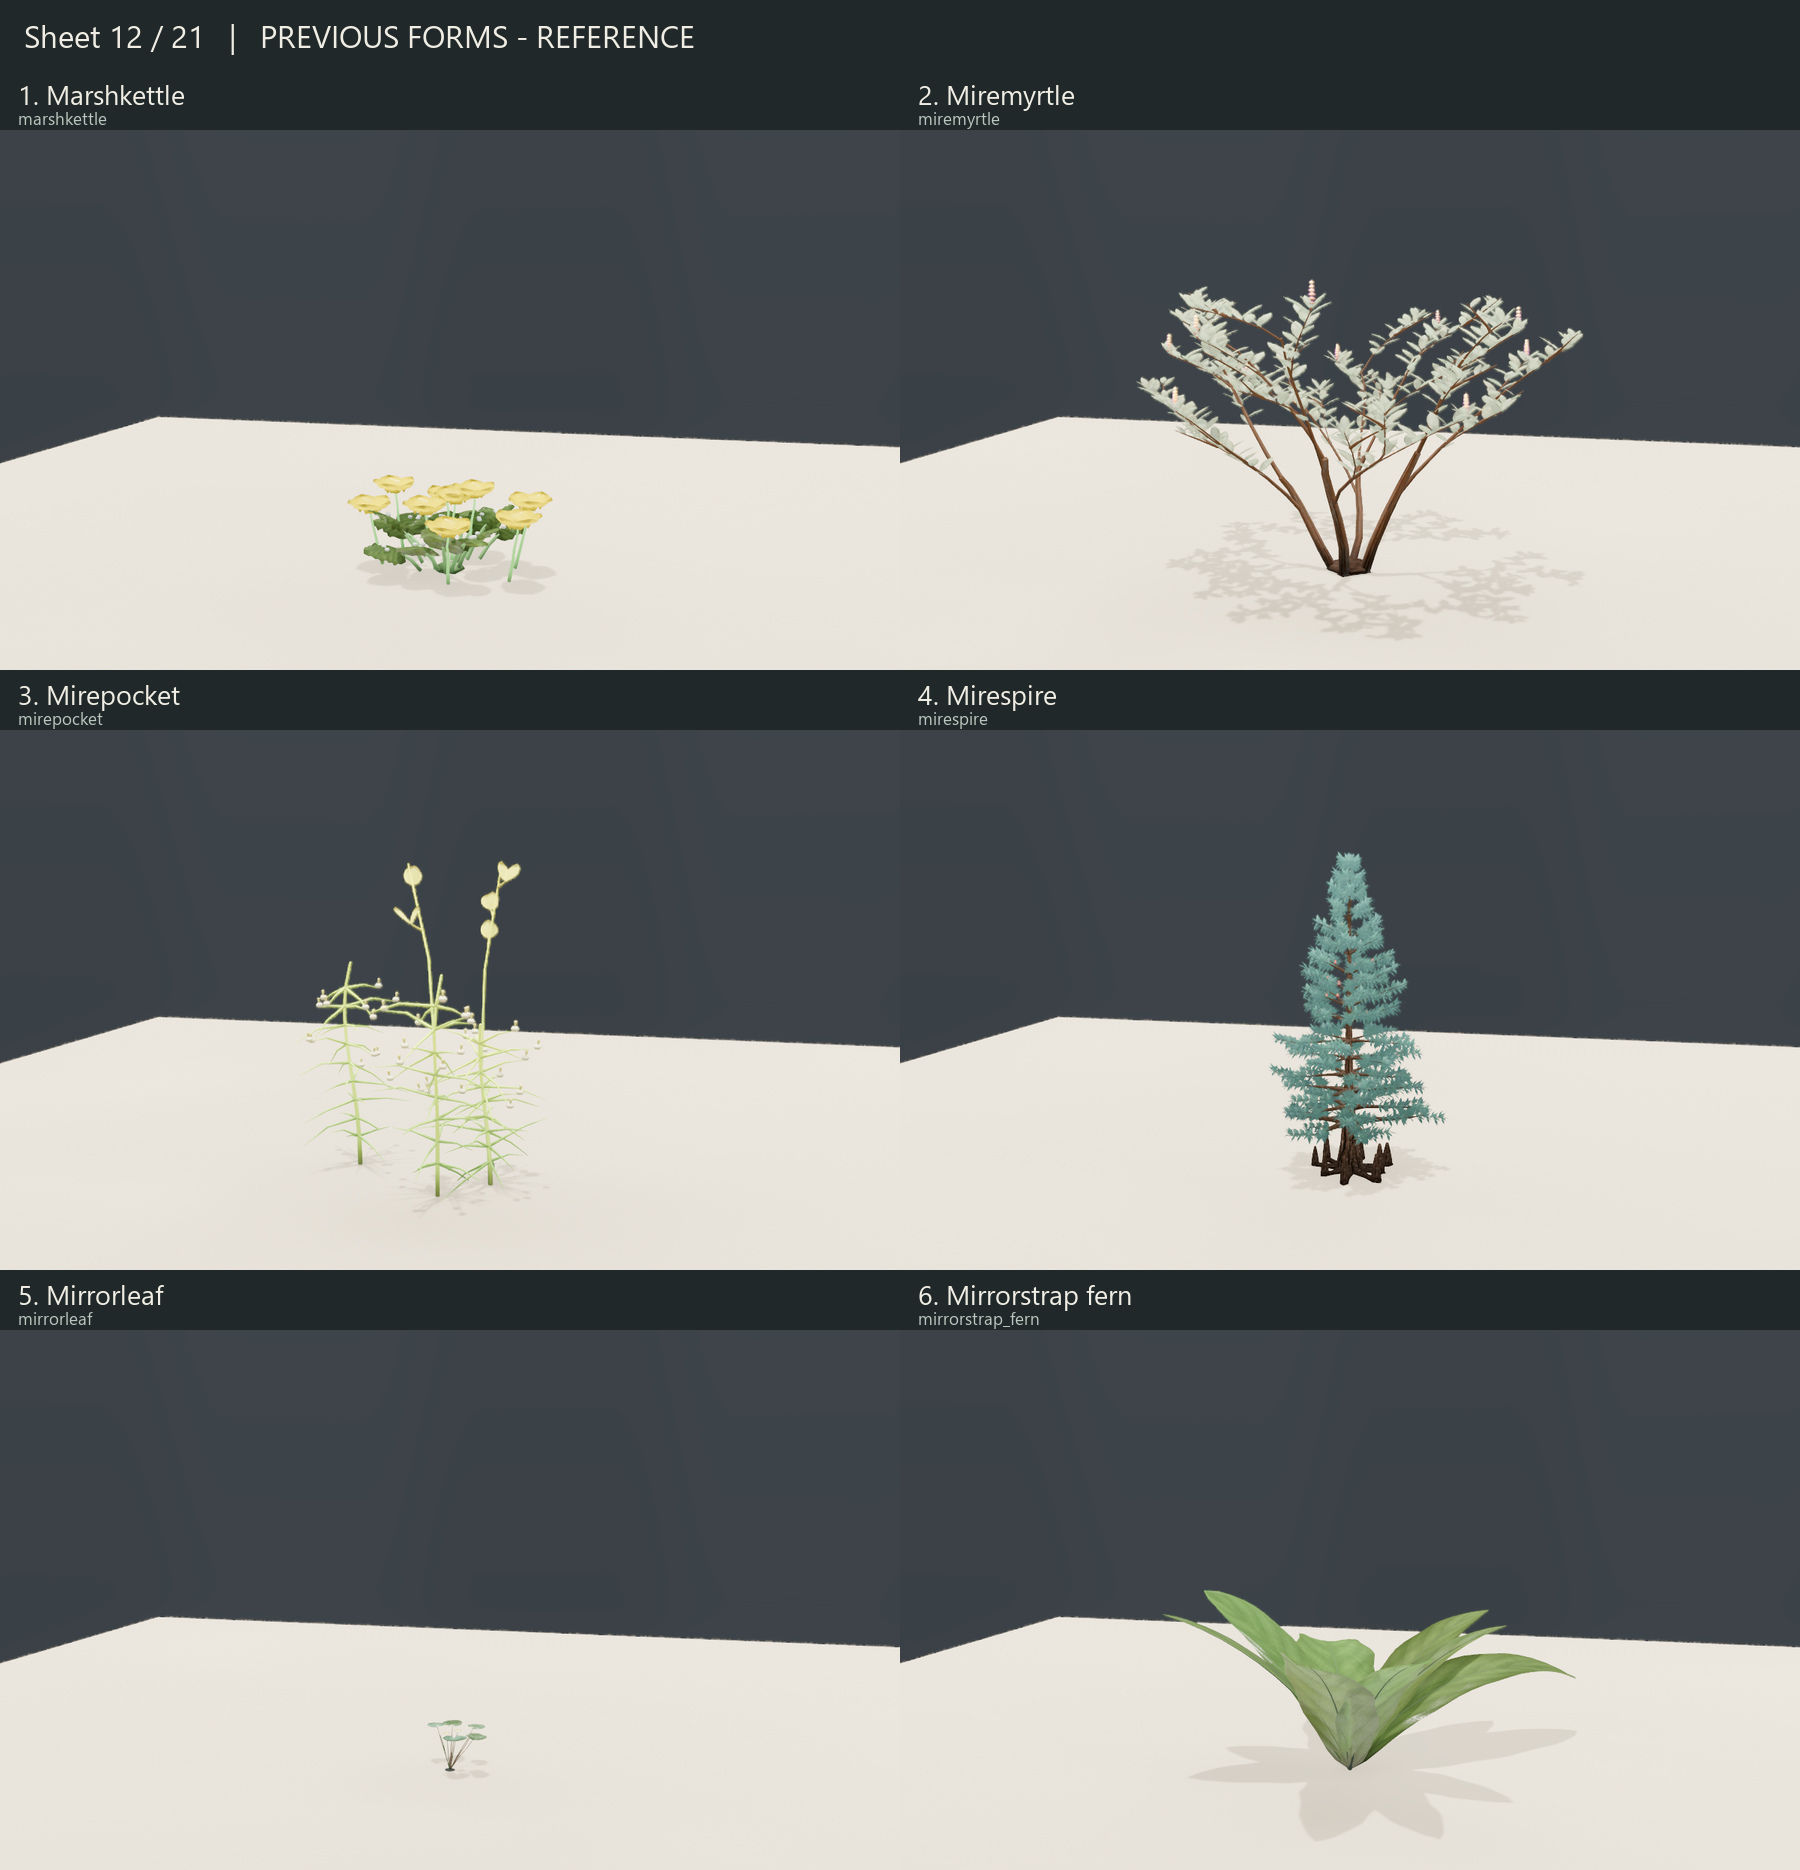 Sheet 12 / 21 | PREVIOUS FORMS - REFERENCE
1. Marshkettle
marshkettle
2. Miremyrtle
miremyrtle
3. Mirepocket
mirepocket
4. Mirespire
mirespire
5. Mirrorleaf
mirrorleaf
6. Mirrorstrap fern
mirrorstrap_fern